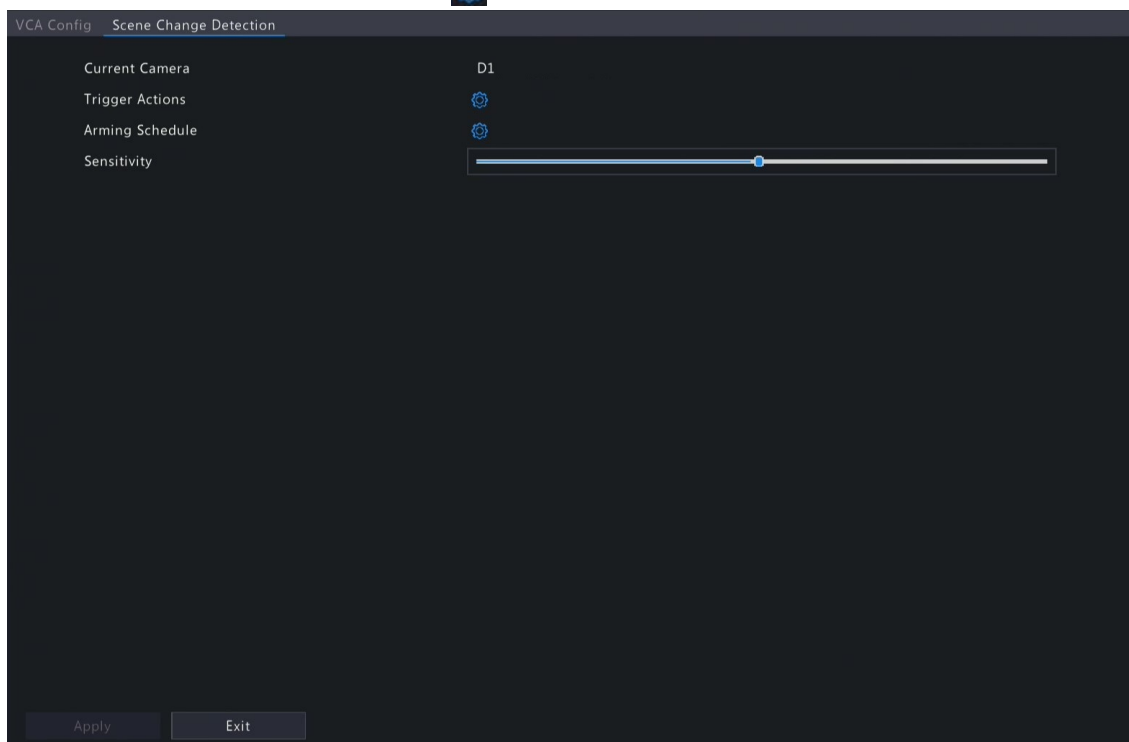 VCA Config Scene Change Detection
Current Camera D1
Trigger Actions
Arming Schedule
Sensitivity
Apply Exit